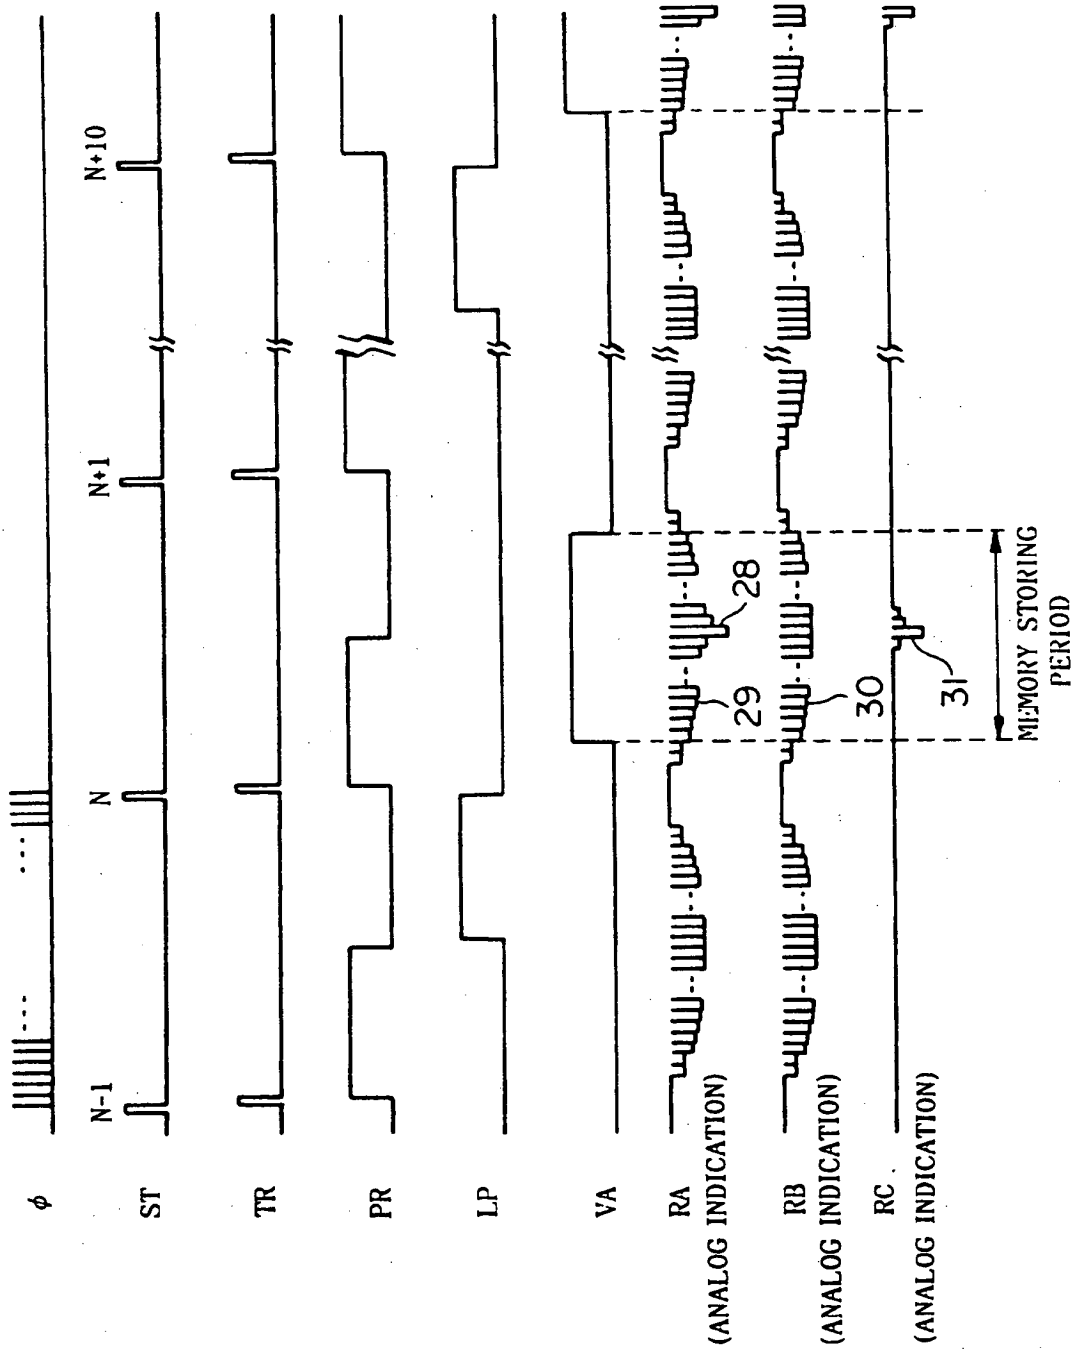 φ
ST
N-1
N
N+1
N+10
TR
PR
LP
VA
RA
(ANALOG INDICATION)
29
28
RB
(ANALOG INDICATION)
30
RC
(ANALOG INDICATION)
31
MEMORY STORING
PERIOD